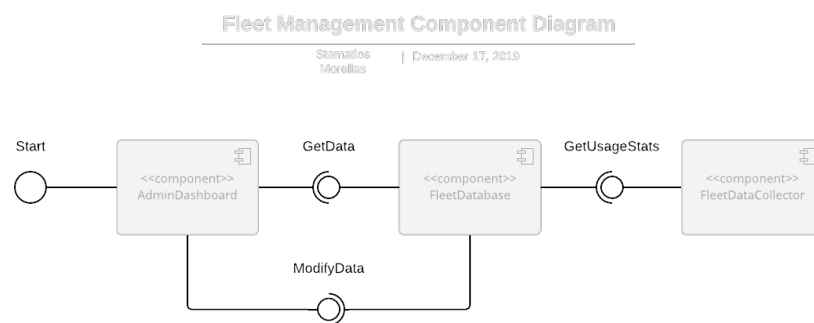 Fleet Management Component Diagram
Stamatios
Morellas
| December 17, 2019
Start
GetData
GetUsageStats
<<component>>
AdminDashboard
<<component>>
FleetDatabase
<<component>>
FleetDataCollector
ModifyData